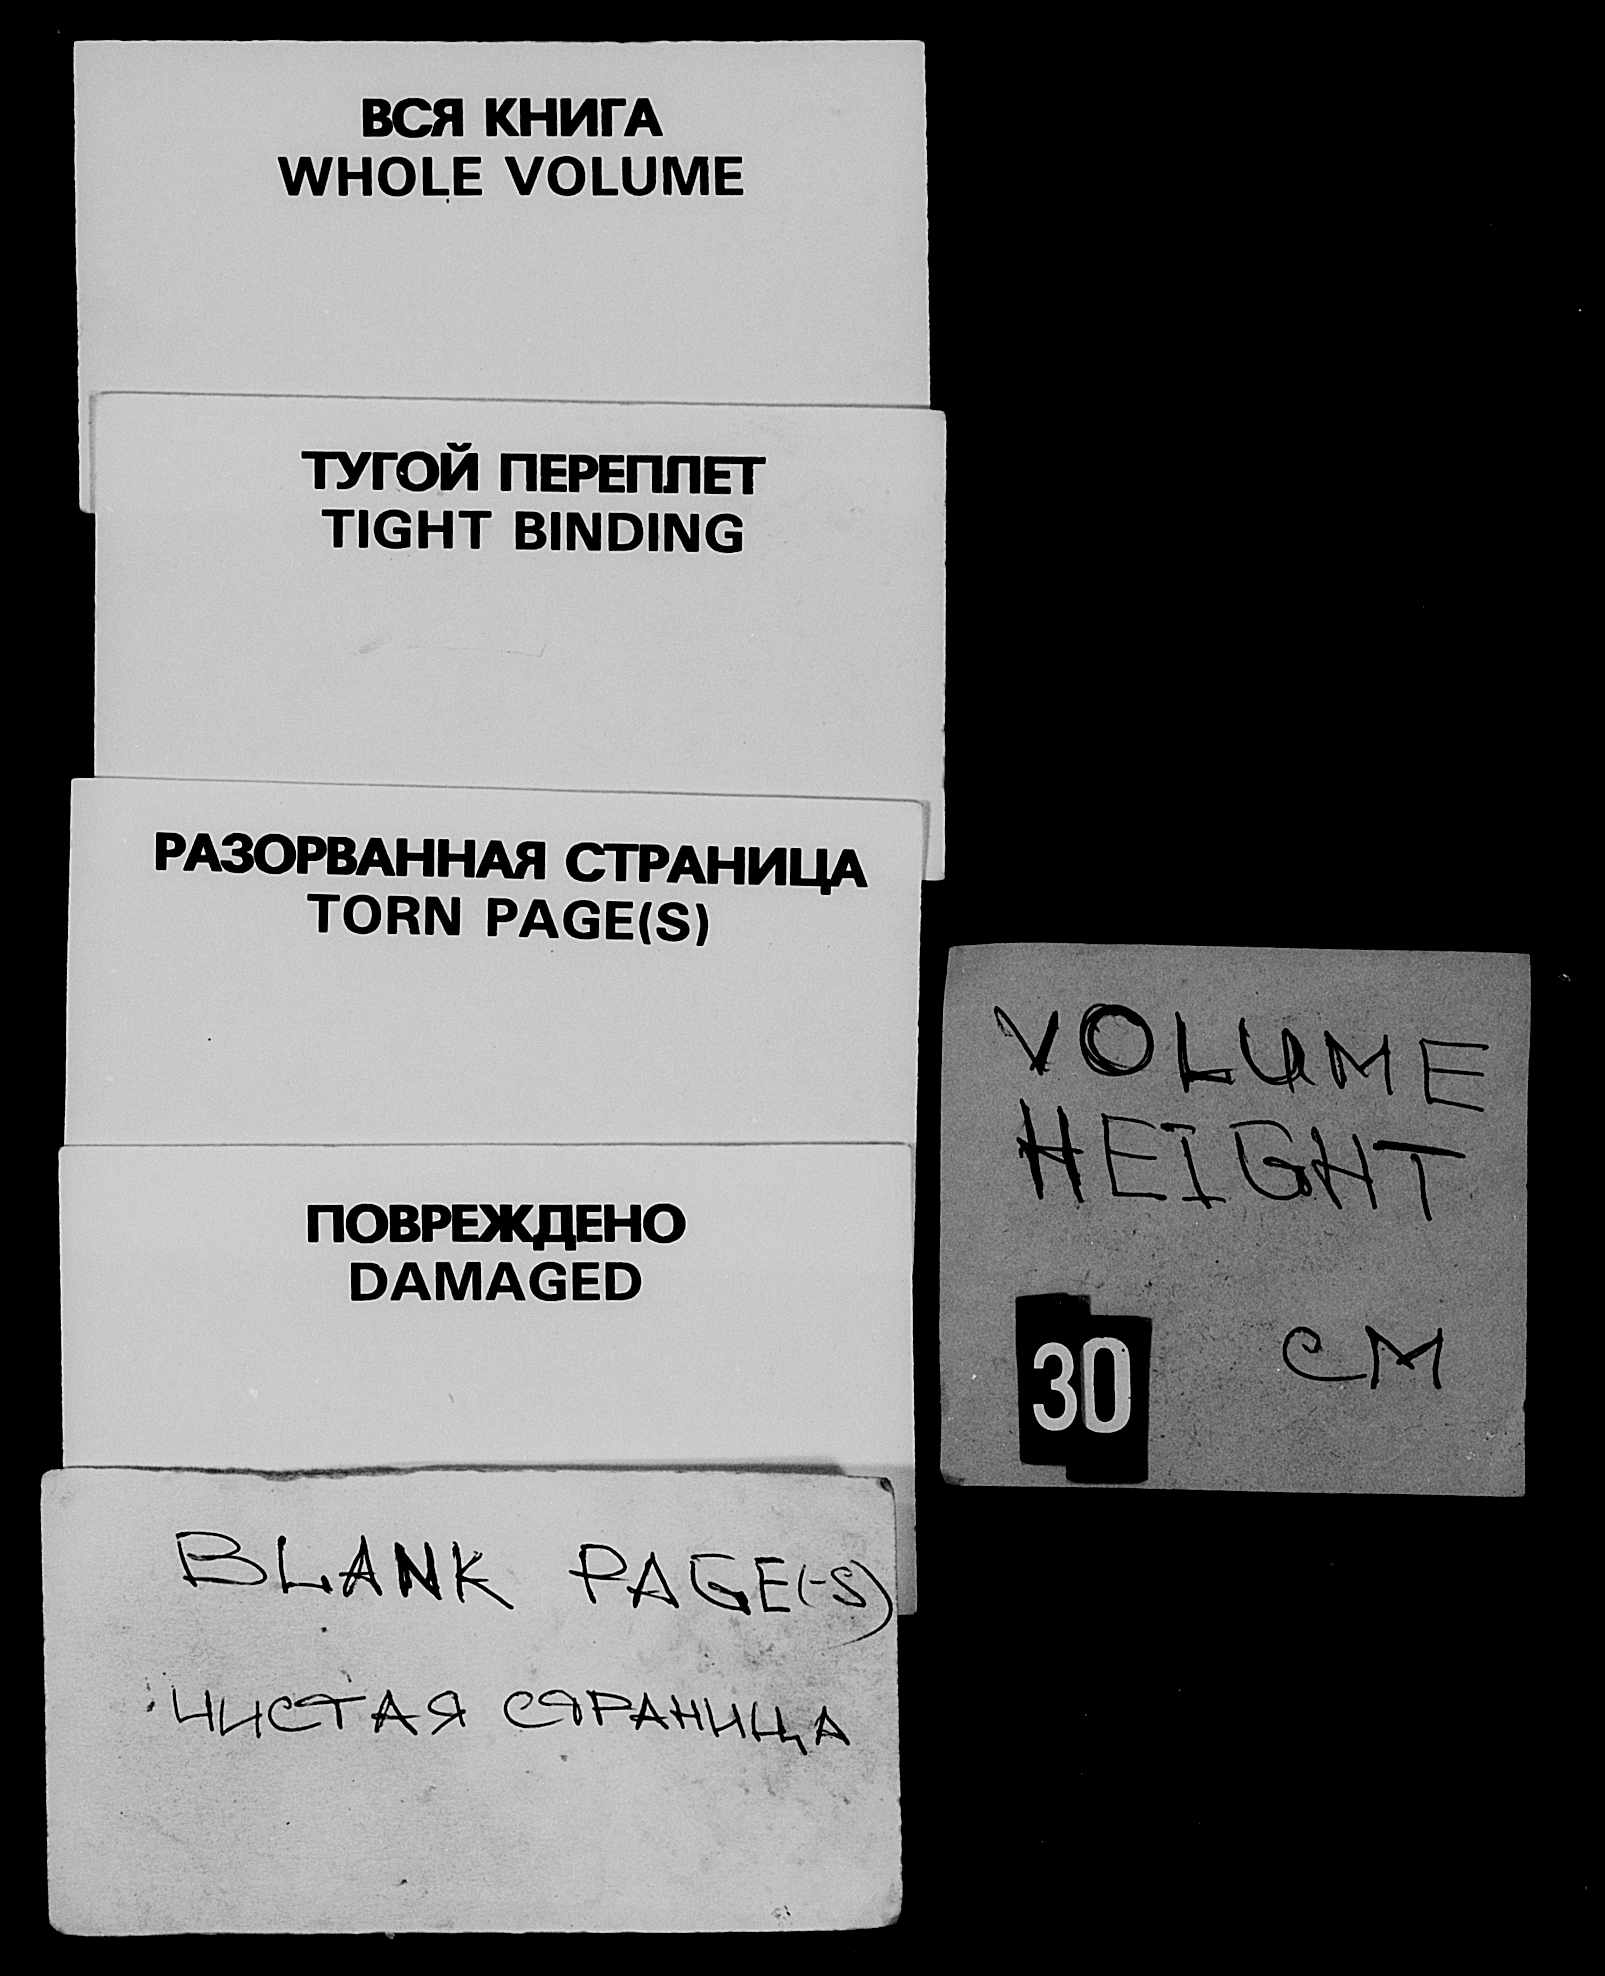 ВСЯ КНИГА
WHOLE VOLUME
ТУГОЙ ПЕРЕПЛЕТ
TIGHT BINDING
РАЗОРВАННАЯ СТРАНИЦА
TORN PAGE(S)
ПОВРЕЖДЕНО
DAMAGED
BLANK PAGE(-S)
ЧИСТАЯ СТРАНИЦА
VOLUME
HEIGHT
30 CM